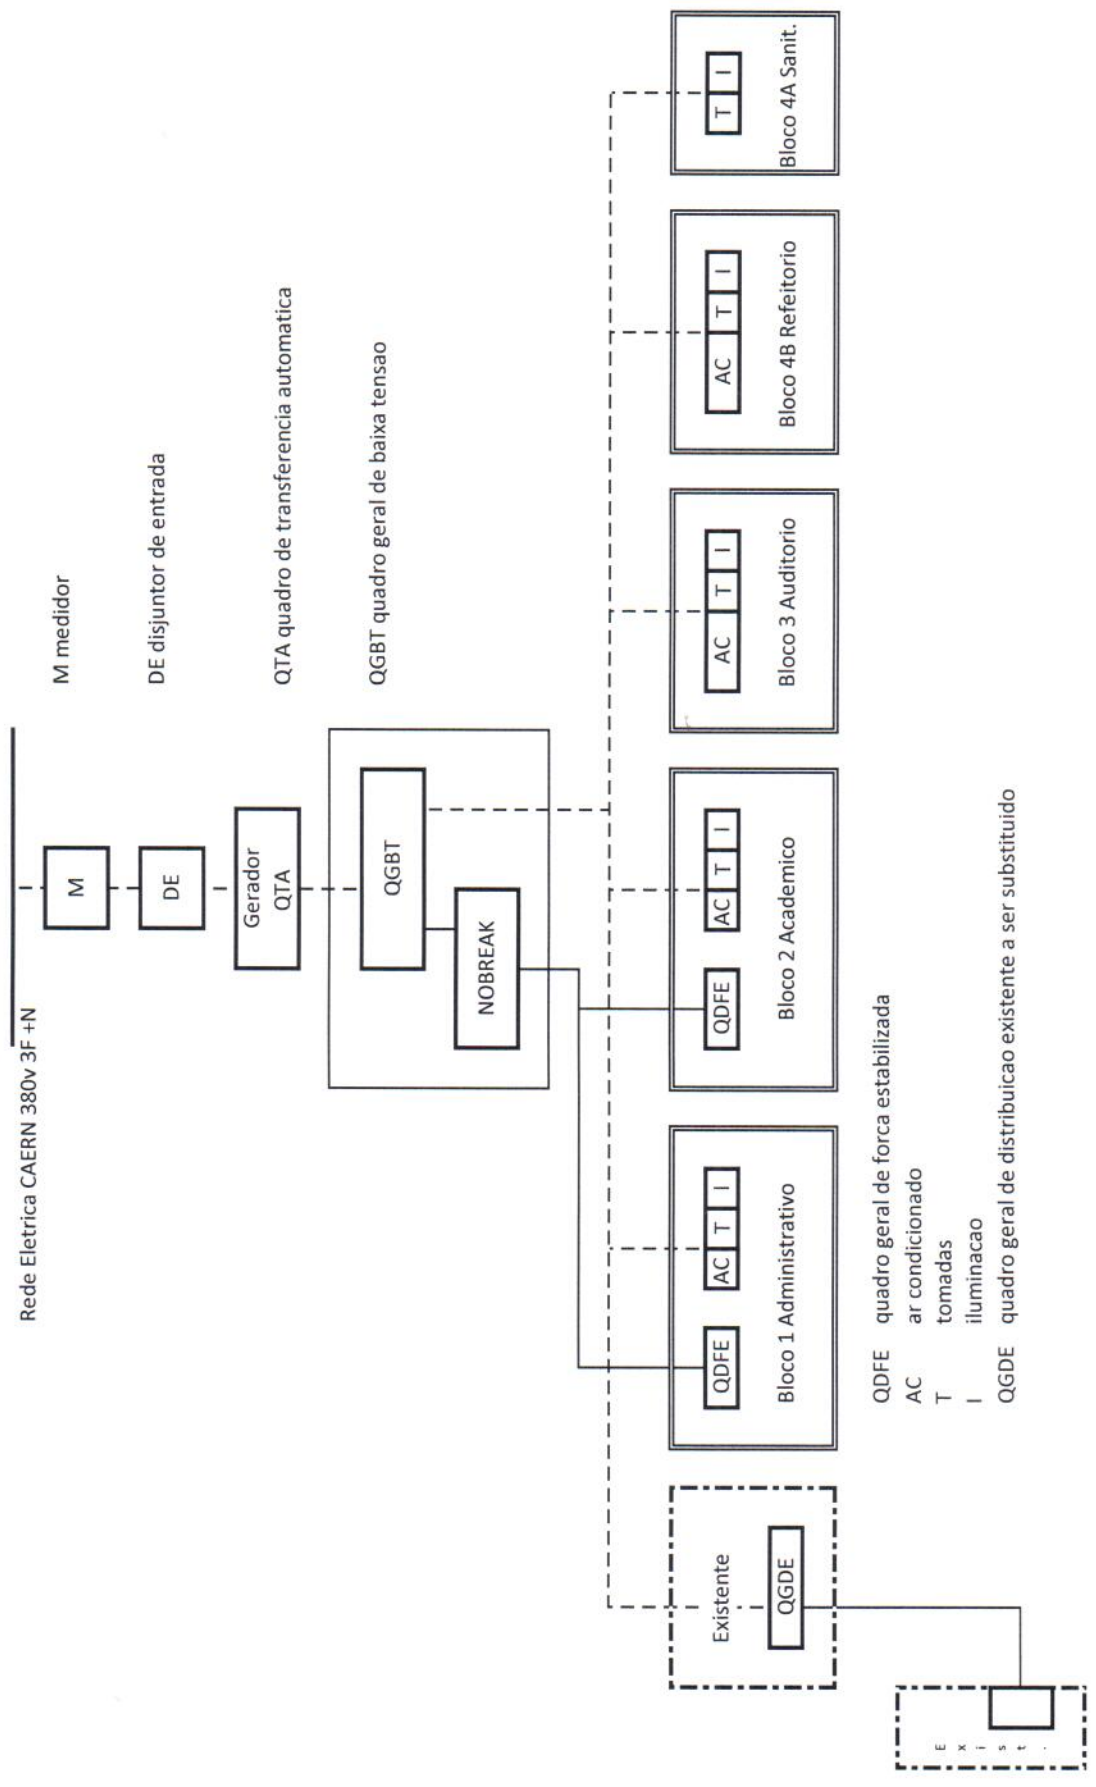 Rede Eletrica CAERN 380v 3F +N
M
M medidor
DE
DE disjuntor de entrada
Gerador
QTA
QTA quadro de transferencia automatica
QGBT
QGBT quadro geral de baixa tensao
NOBREAK
Existente
QGDE
QDFE
AC T I
Bloco 1 Administrativo
QDFE
AC T I
Bloco 2 Academico
AC T I
Bloco 3 Auditorio
AC T I
Bloco 4B Refeitorio
T I
Bloco 4A Sanit.
Exist.
QDFE quadro geral de forca estabilizada
AC ar condicionado
T tomadas
I iluminacao
QGDE quadro geral de distribuicao existente a ser substituido